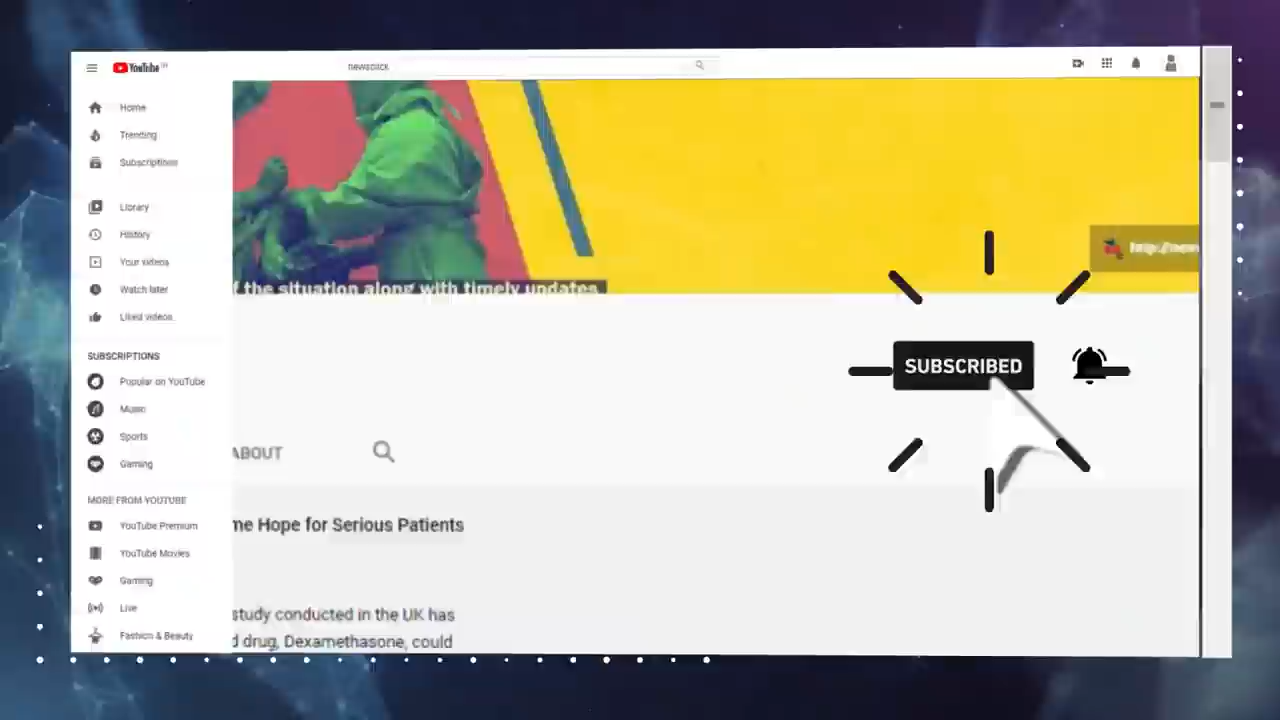 YouTube
newsclick
Home
Trending
Subscriptions
Library
History
Your videos
Watch later
Liked videos
SUBSCRIPTIONS
Popular on YouTube
Music
Sports
Gaming
MORE FROM YOUTUBE
YouTube Premium
YouTube Movies
Gaming
Live
Fashion & Beauty
f the situation along with timely updates
http://new
SUBSCRIBED
ABOUT
me Hope for Serious Patients
study conducted in the UK has
d drug, Dexamethasone, could